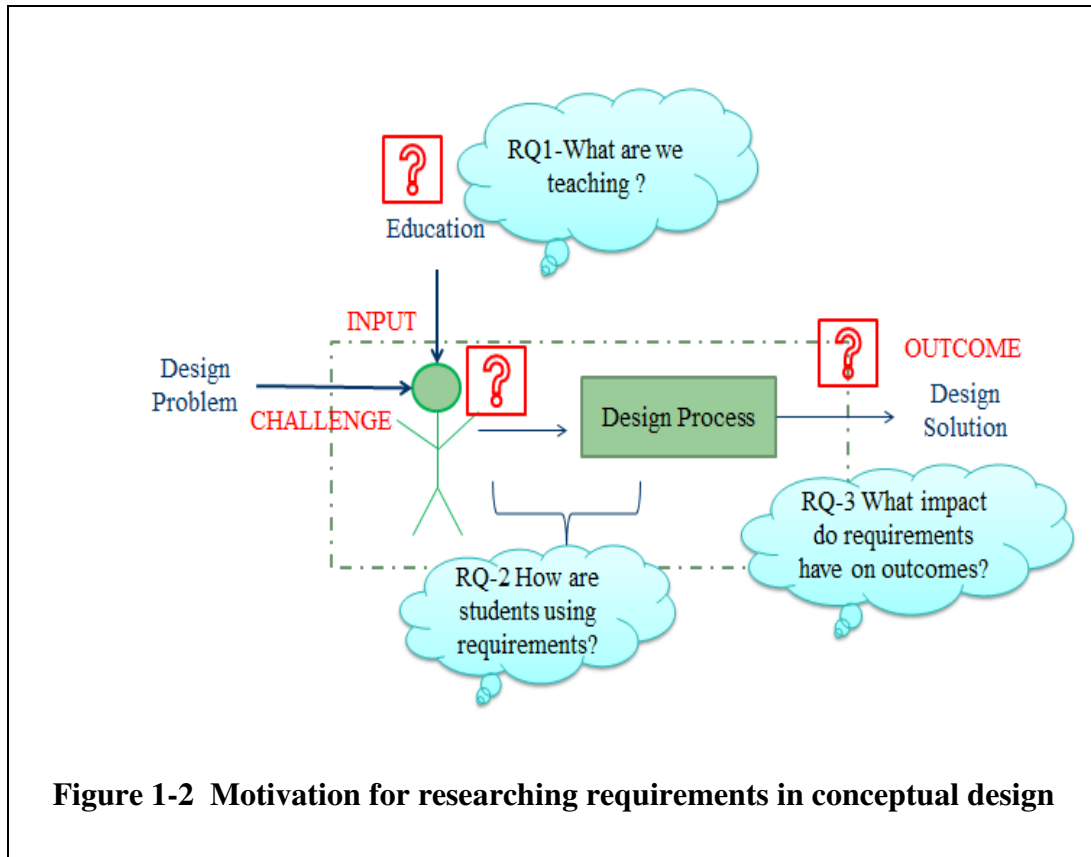 RQ1-What are we
teaching ?
?
Education
INPUT
?
?
OUTCOME
Design
Problem
CHALLENGE
Design Process
Design
Solution
RQ-2 How are
students using
requirements?
RQ-3 What impact
do requirements
have on outcomes?
Figure 1-2  Motivation for researching requirements in conceptual design